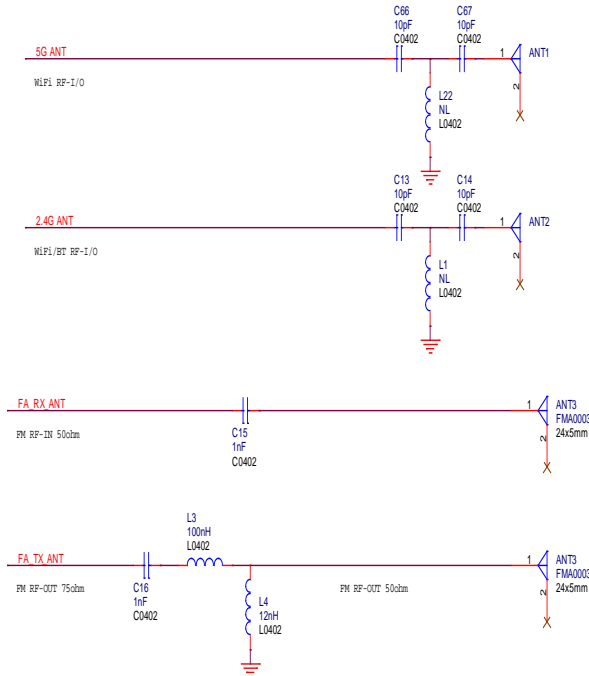 C66
10pF
C0402
C67
10pF
C0402
5G ANT
1
ANT1
WiFi RF-I/O
2
L22
NL
L0402
C13
10pF
C0402
C14
10pF
C0402
2.4G ANT
1
ANT2
WiFi/BT RF-I/O
2
L1
NL
L0402
FA_RX_ANT
1
ANT3
FMA0003
24x5mm
FM RF-IN 50ohm
C15
1nF
C0402
2
L3
100nH
L0402
FA_TX_ANT
1
ANT3
FMA0003
24x5mm
FM RF-OUT 75ohm
C16
1nF
C0402
L4
12nH
L0402
FM RF-OUT 50ohm
2